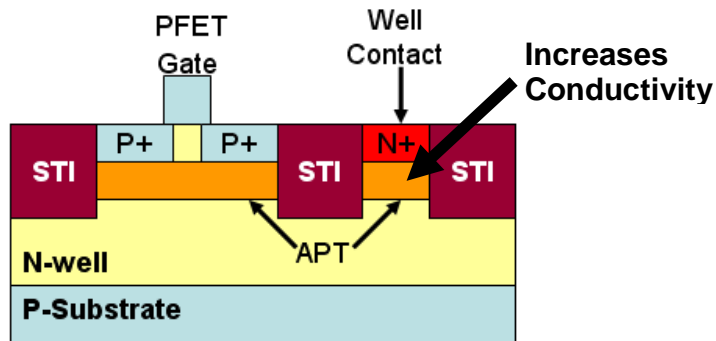 PFET
Gate
Well
Contact
Increases
Conductivity
P+
P+
N+
STI
STI
STI
APT
N-well
P-Substrate